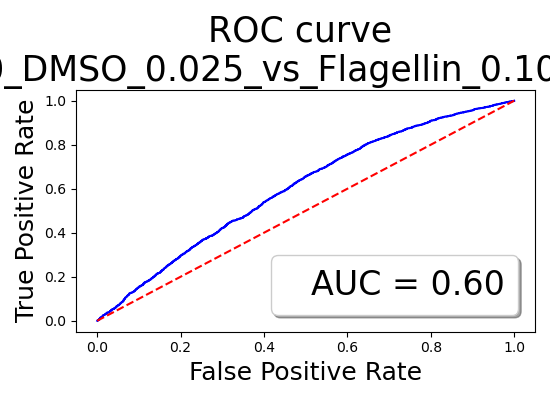 ROC curve
0_DMSO_0.025_vs_Flagellin_0.10
True Positive Rate
1.0
0.8
0.6
0.4
0.2
0.0
AUC = 0.60
0.0 0.2 0.4 0.6 0.8 1.0
False Positive Rate